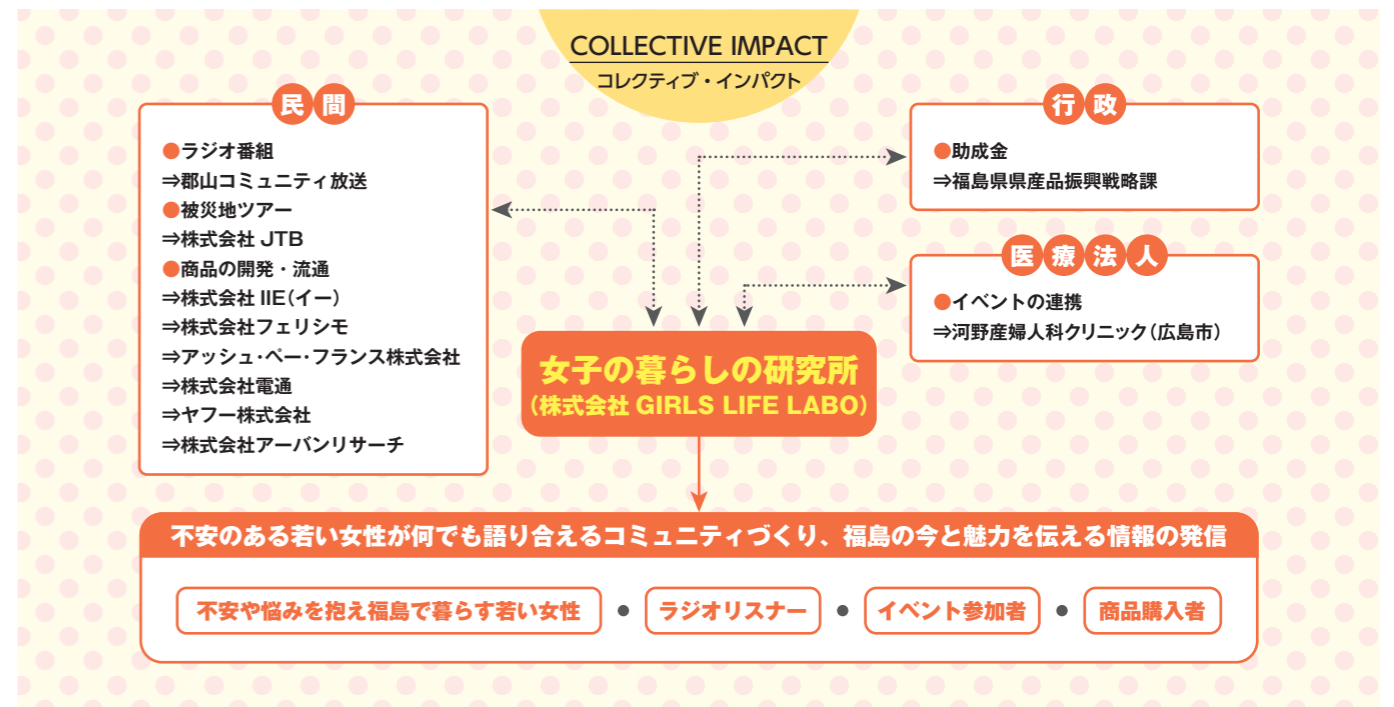 COLLECTIVE IMPACT
コレクティブ・インパクト
民間
●ラジオ番組
⇒郡山コミュニティ放送
●被災地ツアー
⇒株式会社 JTB
●商品の開発・流通
⇒株式会社 IIE（イー）
⇒株式会社フェリシモ
⇒アッシュ・ペー・フランス株式会社
⇒株式会社電通
⇒ヤフー株式会社
⇒株式会社アーバンリサーチ
行政
●助成金
⇒福島県県産品振興戦略課
医療法人
●イベントの連携
⇒河野産婦人科クリニック（広島市）
女子の暮らしの研究所
（株式会社 GIRLS LIFE LABO）
不安のある若い女性が何でも語り合えるコミュニティづくり、福島の今と魅力を伝える情報の発信
不安や悩みを抱え福島で暮らす若い女性 ● ラジオリスナー ● イベント参加者 ● 商品購入者